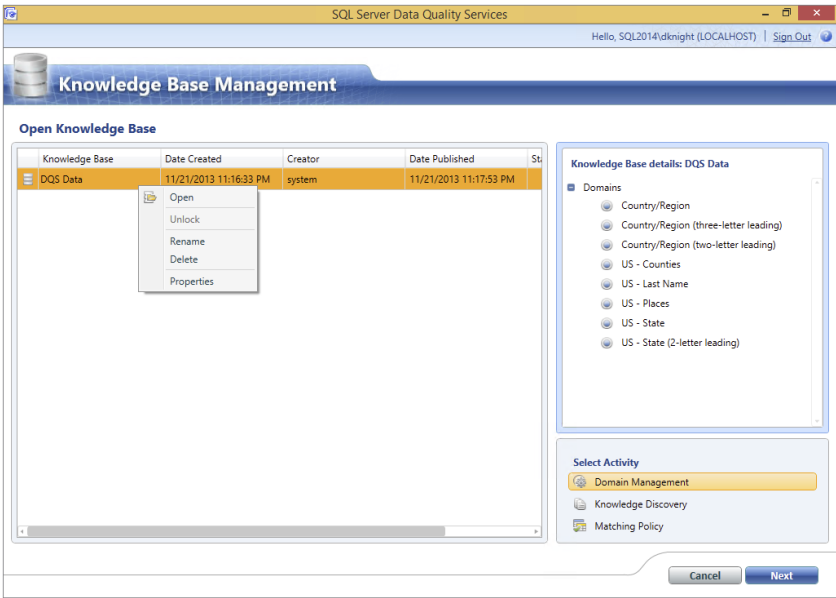 SQL Server Data Quality Services
Hello, SQL2014\dknight (LOCALHOST) | Sign Out
Knowledge Base Management
Open Knowledge Base
Knowledge Base Date Created Creator Date Published Sta
DQS Data 11/21/2013 11:16:33 PM system 11/21/2013 11:17:53 PM
Open
Unlock
Rename
Delete
Properties
Knowledge Base details: DQS Data
Domains
Country/Region
Country/Region (three-letter leading)
Country/Region (two-letter leading)
US - Counties
US - Last Name
US - Places
US - State
US - State (2-letter leading)
Select Activity
Domain Management
Knowledge Discovery
Matching Policy
Cancel Next